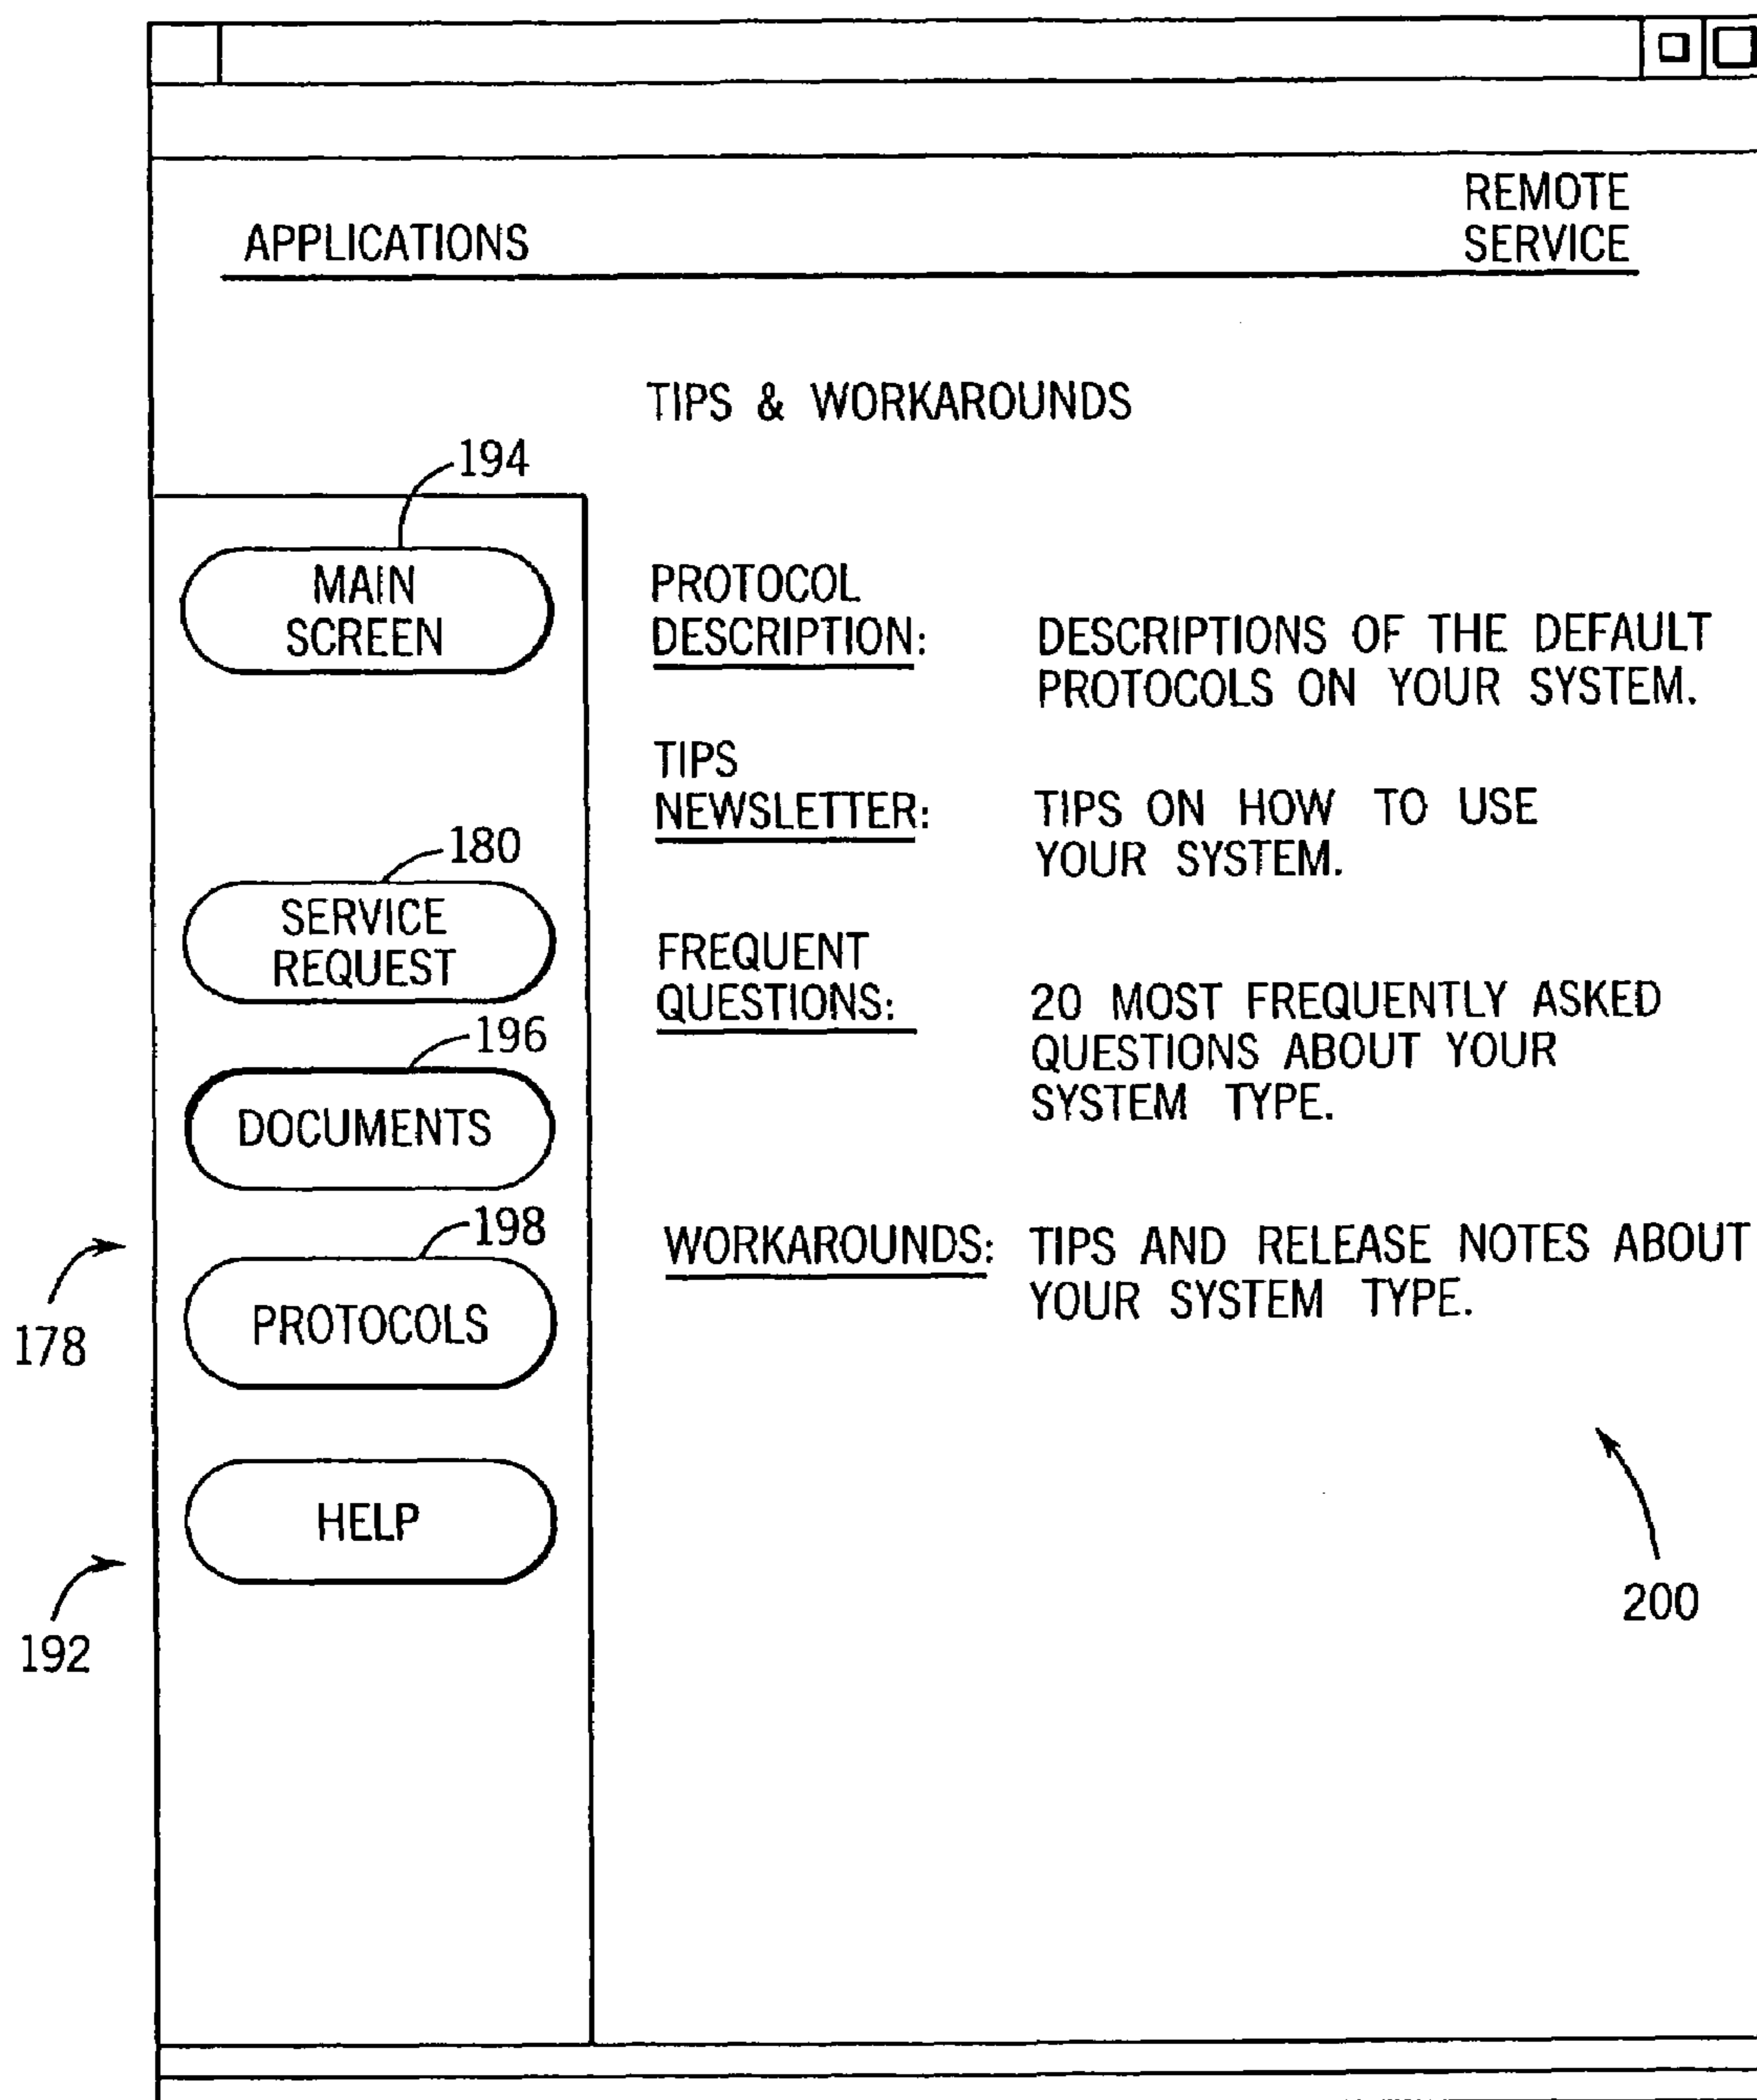 REMOTE
SERVICE
APPLICATIONS
TIPS & WORKAROUNDS
194
MAIN
SCREEN
PROTOCOL
DESCRIPTION:
DESCRIPTIONS OF THE DEFAULT
PROTOCOLS ON YOUR SYSTEM.
TIPS
NEWSLETTER:
TIPS ON HOW TO USE
YOUR SYSTEM.
180
SERVICE
REQUEST
FREQUENT
QUESTIONS:
20 MOST FREQUENTLY ASKED
QUESTIONS ABOUT YOUR
SYSTEM TYPE.
196
DOCUMENTS
198
PROTOCOLS
WORKAROUNDS:
TIPS AND RELEASE NOTES ABOUT
YOUR SYSTEM TYPE.
178
HELP
192
200